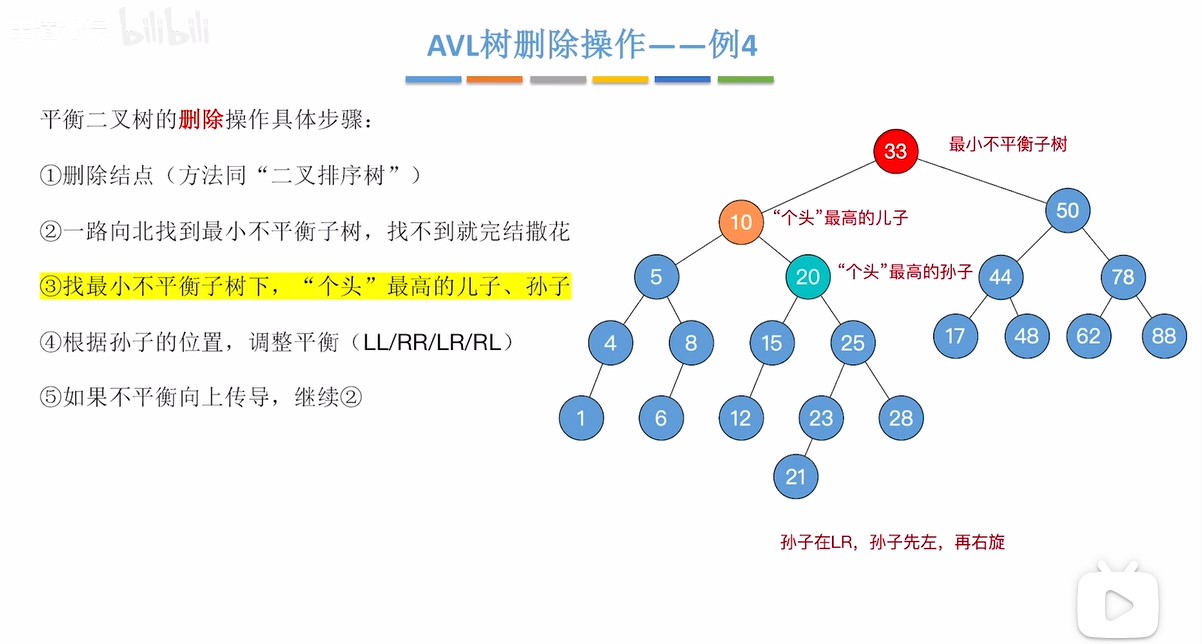 bilibili
AVL树删除操作——例4
平衡二叉树的删除操作具体步骤：
①删除结点（方法同“二叉排序树”）
②一路向北找到最小不平衡子树，找不到就完结撒花
③找最小不平衡子树下，“个头”最高的儿子、孙子
④根据孙子的位置，调整平衡（LL/RR/LR/RL）
⑤如果不平衡向上传导，继续②
33 最小不平衡子树
10 “个头”最高的儿子 50
5 20 “个头”最高的孙子 44 78
4 8 15 25 17 48 62 88
1 6 12 23 28
21
孙子在LR，孙子先左，再右旋